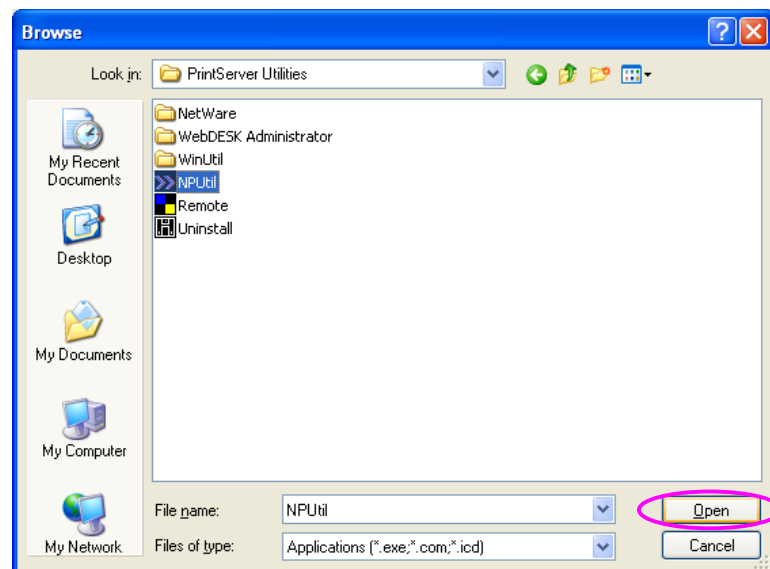 Browse
Look in: PrintServer Utilities
My Recent
Documents
Desktop
My Documents
My Computer
My Network
NetWare
WebDESK Administrator
WinUtil
NPUtil
Remote
Uninstall
File name: NPUtil Open
Files of type: Applications (*.exe;*.com;*.icd) Cancel